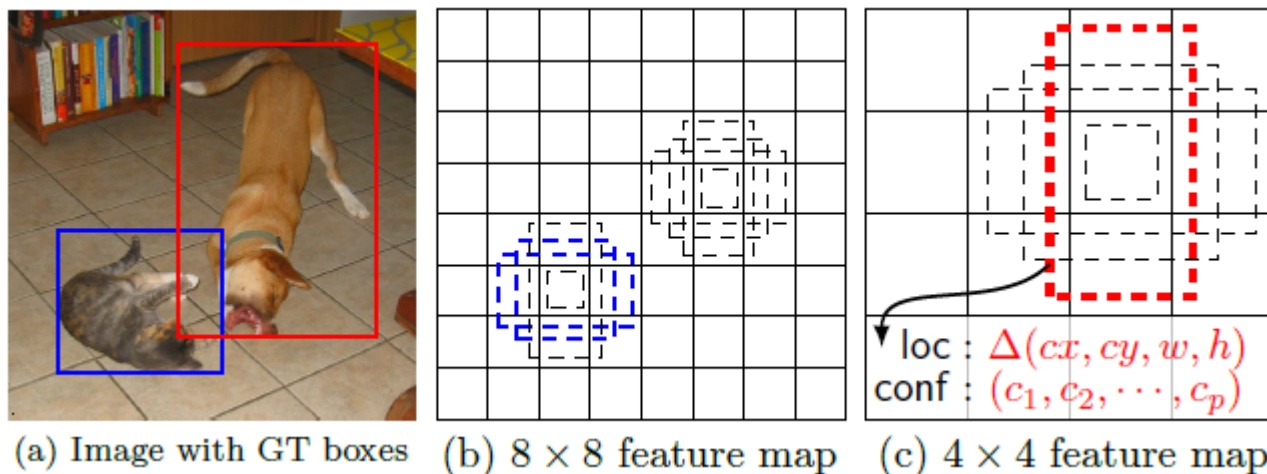 loc : Δ(cx, cy, w, h)
conf : (c₁, c₂, ⋯, cₚ)
(a) Image with GT boxes
(b) 8 × 8 feature map
(c) 4 × 4 feature map